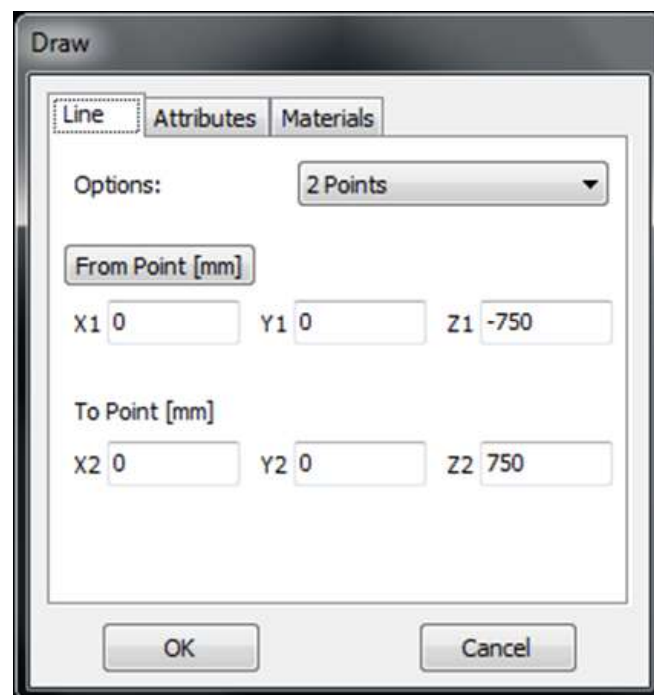 Draw
Line Attributes Materials
Options: 2 Points
From Point [mm]
X1 0 Y1 0 Z1 -750
To Point [mm]
X2 0 Y2 0 Z2 750
OK Cancel